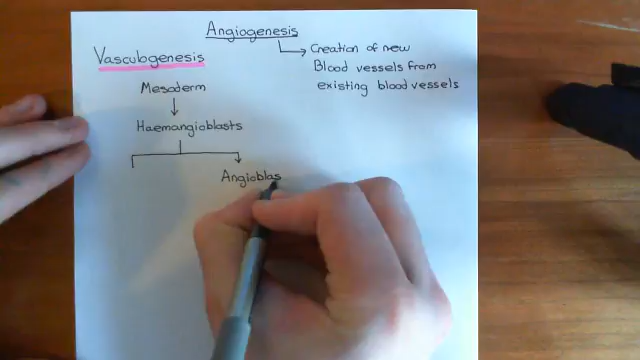 Angiogenesis
Creation of new
Blood vessels from
existing blood vessels
Vasculogenesis
Mesoderm
Haemangioblasts
Angioblas